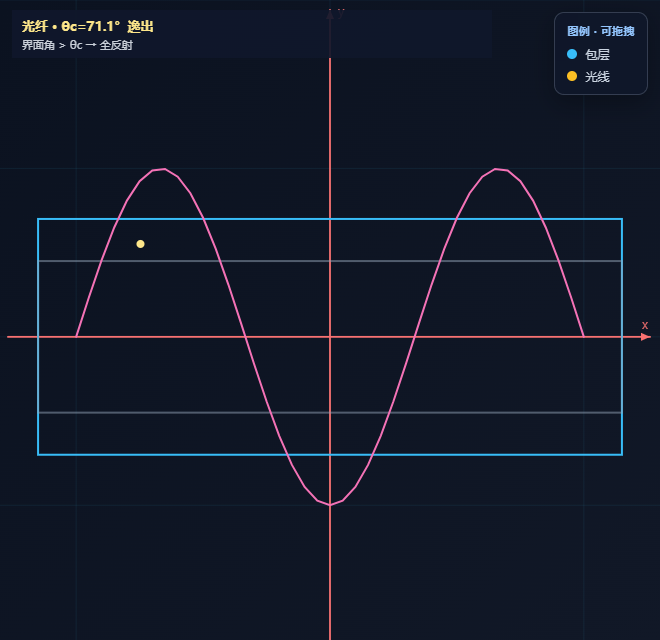 光纤 • θc=71.1° 逸出
界面角 > θc → 全反射
图例 · 可拖拽
包层
光线
x